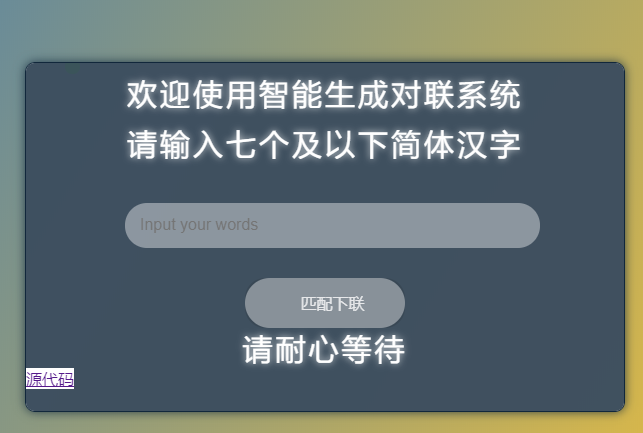 欢迎使用智能生成对联系统
请输入七个及以下简体汉字
Input your words
匹配下联
请耐心等待
源代码